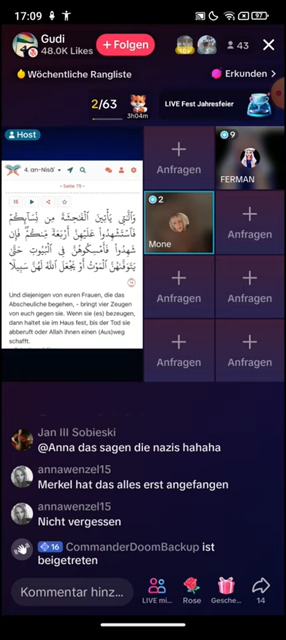 17:09
97
Gudi
48.0K Likes
+ Folgen
43
Wöchentliche Rangliste
Erkunden >
2/63
3h04m
LIVE Fest Jahresfeier
Host
4. an-Nisā'
- Seite 79 -
15
وَٱلَّٰتِى يَأْتِينَ ٱلْفَٰحِشَةَ مِن نِّسَآئِكُمْ
فَٱسْتَشْهِدُوا۟ عَلَيْهِنَّ أَرْبَعَةً مِّنكُمْ ۖ فَإِن
شَهِدُوا۟ فَأَمْسِكُوهُنَّ فِى ٱلْبُيُوتِ حَتَّىٰ
يَتَوَفَّىٰهُنَّ ٱلْمَوْتُ أَوْ يَجْعَلَ ٱللَّهُ لَهُنَّ سَبِيلًا
Und diejenigen von euren Frauen, die das
Abscheuliche begehen, - bringt vier Zeugen
von euch gegen sie. Wenn sie (es) bezeugen,
dann haltet sie im Haus fest, bis der Tod sie
abberuft oder Allah ihnen einen (Aus)weg
schafft.
Anfragen
9
FERMAN
2
Mone
Anfragen
Anfragen
Anfragen
Anfragen
Anfragen
Jan III Sobieski
@Anna das sagen die nazis hahaha
annawenzel15
Merkel hat das alles erst angefangen
annawenzel15
Nicht vergessen
16 CommanderDoomBackup ist
beigetreten
Kommentar hinz...
LIVE mi...
Rose
Gesche...
14